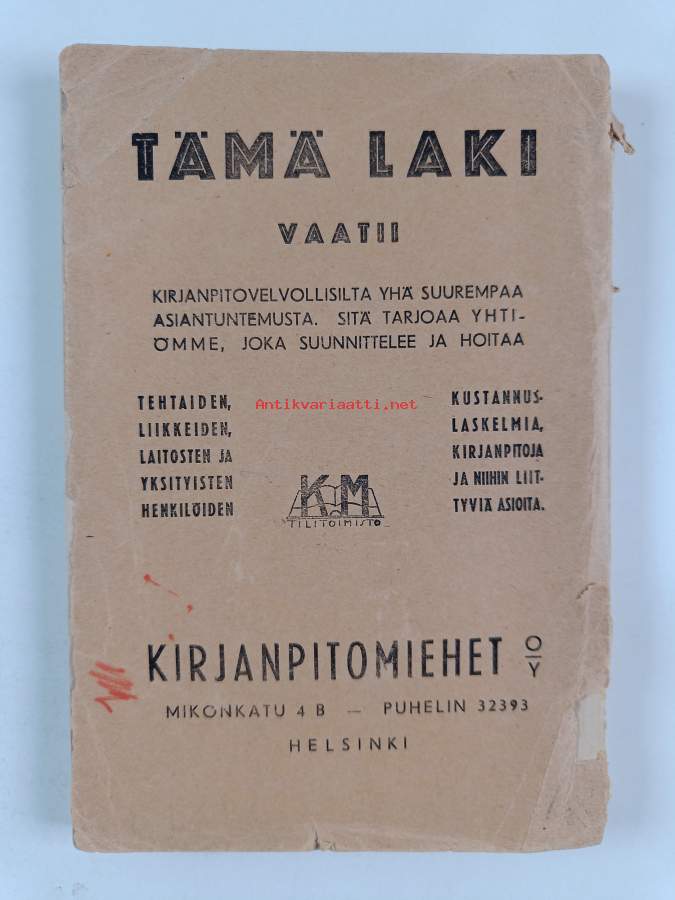 TÄMÄ LAKI
VAATII
KIRJANPITOVELVOLLISILTA YHÄ SUUREMPAA
ASIANTUNTEMUSTA. SITÄ TARJOAA YHTI-
ÖMME, JOKA SUUNNITTELEE JA HOITAA
TEHTAIDEN,
LIIKKEIDEN,
LAITOSTEN JA
YKSITYISTEN
HENKILÖIDEN
Antikvariaatti.net
K.M
TILITOIMISTO
KUSTANNUS-
LASKELMIA,
KIRJANPITOJA
JA NIIHIN LIIT-
TYVIÄ ASIOITA.
KIRJANPITOMIEHET O/Y
MIKONKATU 4 B — PUHELIN 32393
HELSINKI